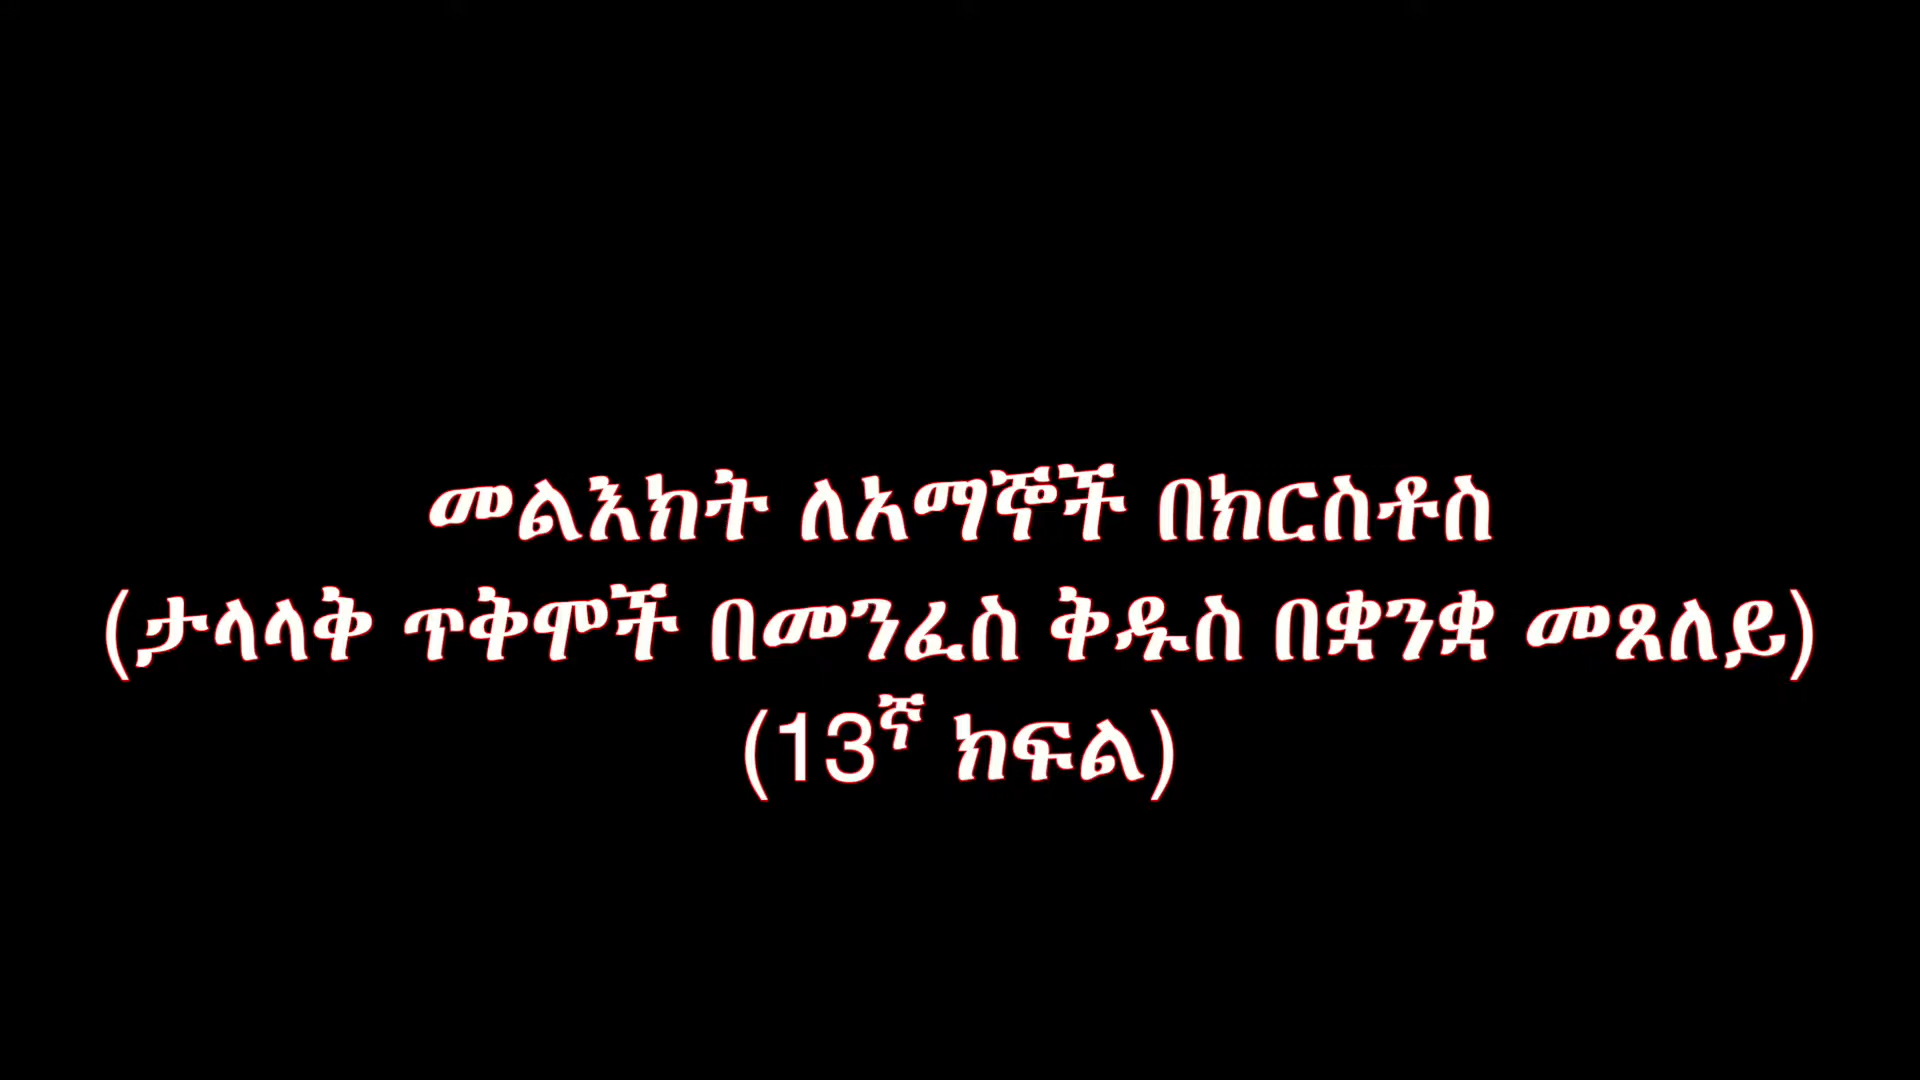 መልእክት ለአማኞች በክርስቶስ
(ታላላቅ ጥቅሞች በመንፈስ ቅዱስ በቋንቋ መጸለይ)
(13ኛ ክፍል)